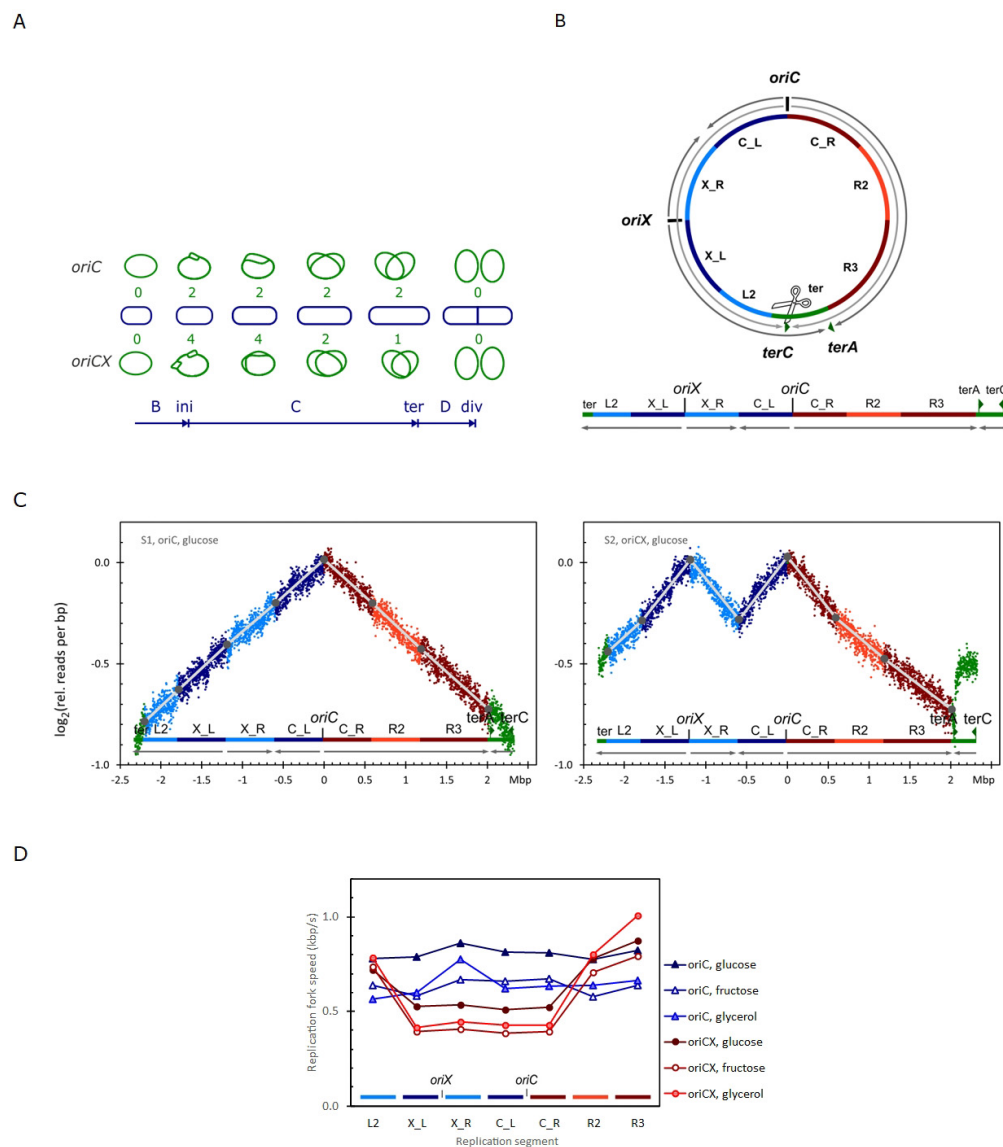 A
B
oriC
0 2 2 2 2 0
0 4 4 2 1 0
oriCX
B ini C ter D div
oriC
C_L C_R
X_R R2
oriX
X_L R3
L2 ter
terC terA
oriX oriC terA terC
ter L2 X_L X_R C_L C_R R2 R3
C
S1, oriC, glucose
log2(rel. reads per bp)
0.0
-0.5
-1.0
oriC terA terC
ter L2 X_L X_R C_L C_R R2 R3
-2.5 -2 -1.5 -1 -0.5 0 0.5 1 1.5 2 Mbp
S2, oriCX, glucose
0.0
-0.5
-1.0
oriX oriC terA terC
ter L2 X_L X_R C_L C_R R2 R3
-2.5 -2 -1.5 -1 -0.5 0 0.5 1 1.5 2 Mbp
D
Replication fork speed (kbp/s)
1.0
0.5
0.0
oriX oriC
L2 X_L X_R C_L C_R R2 R3
Replication segment
oriC, glucose
oriC, fructose
oriC, glycerol
oriCX, glucose
oriCX, fructose
oriCX, glycerol